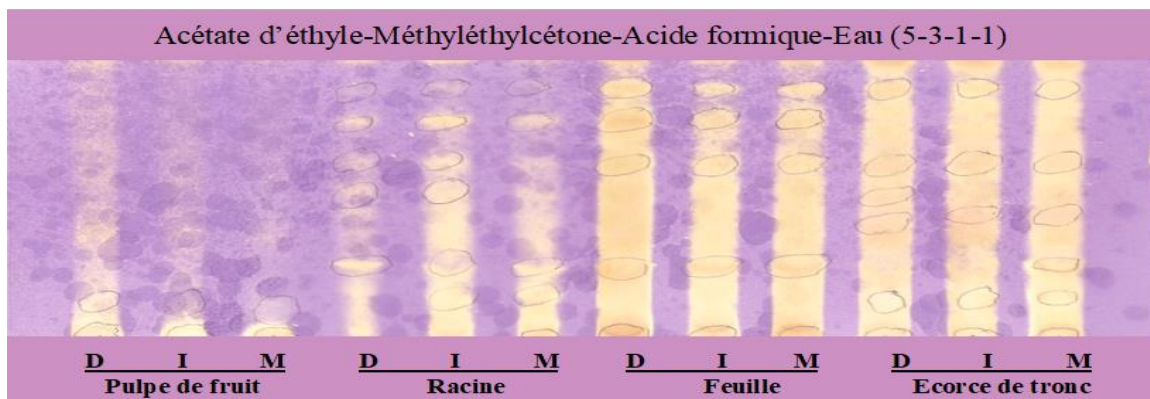 Acétate d'éthyle-Méthyléthylcétone-Acide formique-Eau (5-3-1-1)
D I M D I M D I M D I M
Pulpe de fruit Racine Feuille Ecorce de tronc